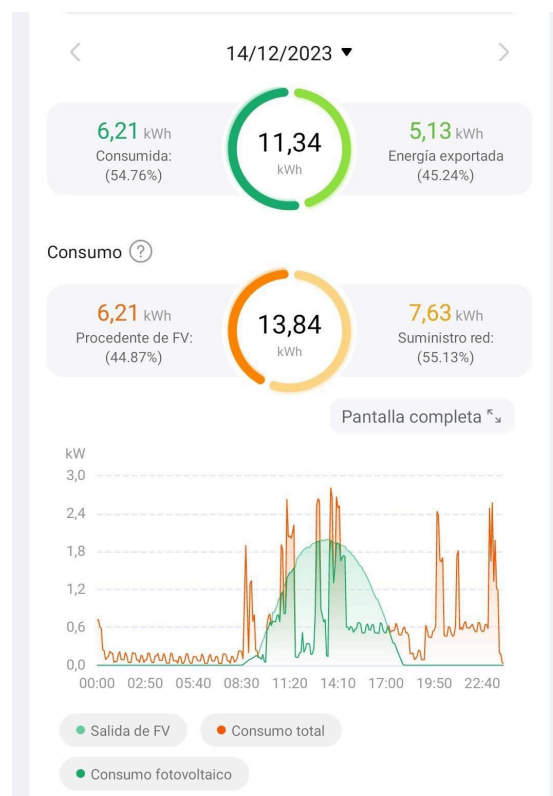 14/12/2023
6,21 kWh
Consumida:
(54.76%)
11,34
kWh
5,13 kWh
Energía exportada
(45.24%)
Consumo ?
6,21 kWh
Procedente de FV:
(44.87%)
13,84
kWh
7,63 kWh
Suministro red:
(55.13%)
Pantalla completa
kW
3,0
2,4
1,8
1,2
0,6
0,0
00:00 02:50 05:40 08:30 11:20 14:10 17:00 19:50 22:40
Salida de FV Consumo total
Consumo fotovoltaico